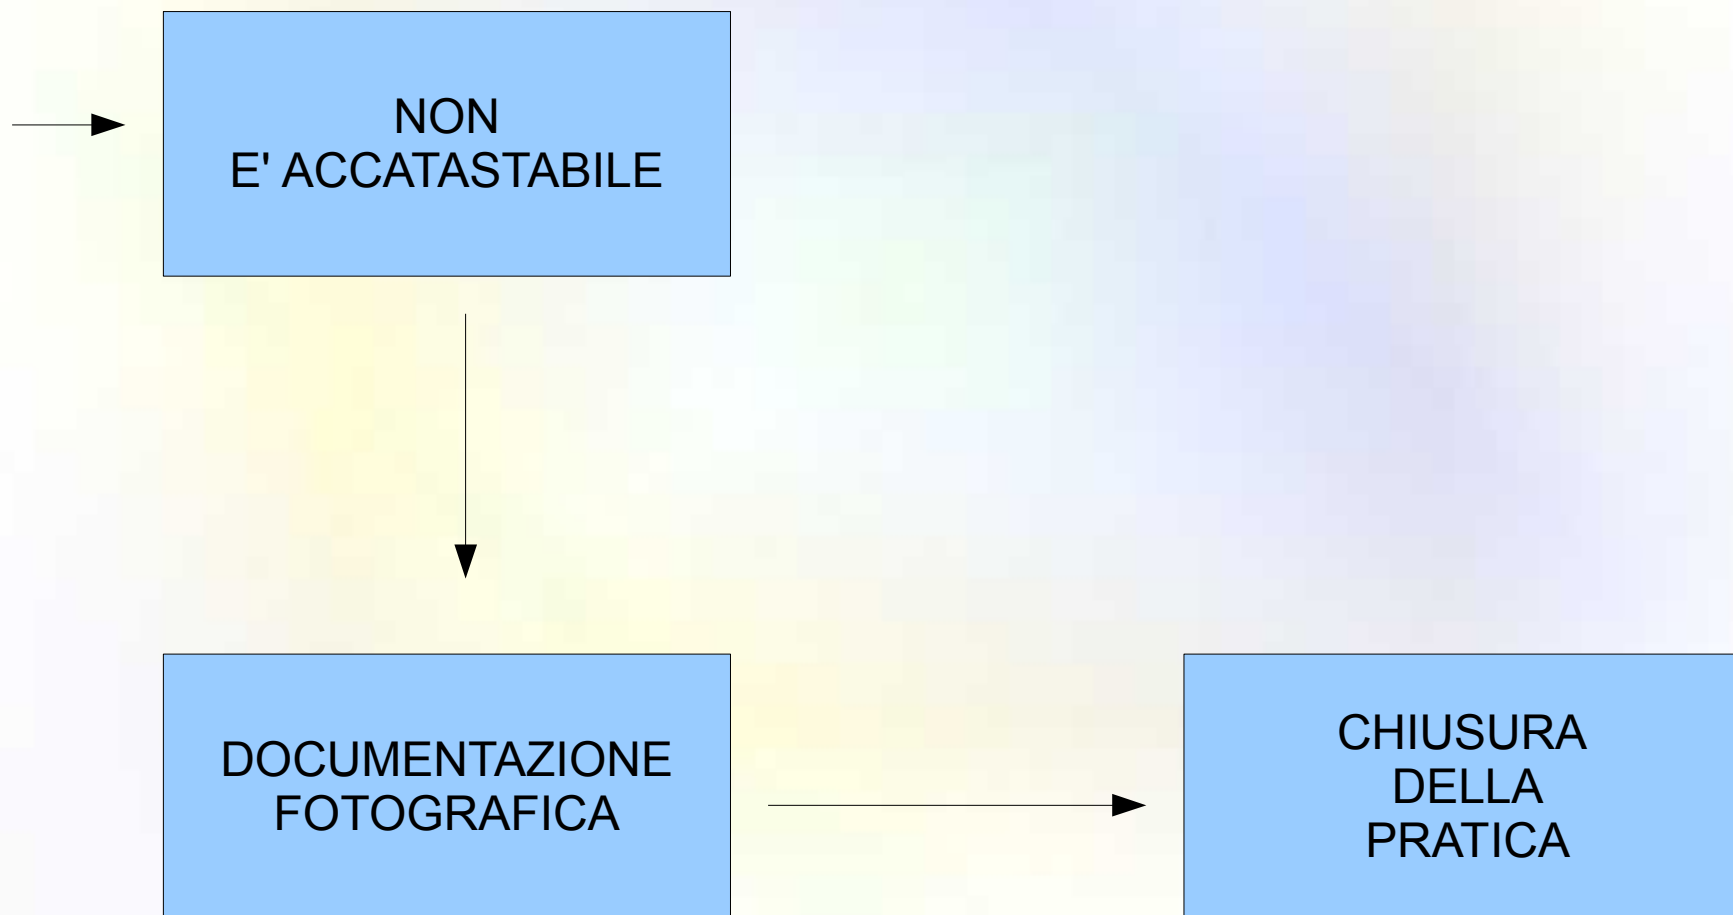 NON
E' ACCATASTABILE
DOCUMENTAZIONE
FOTOGRAFICA
CHIUSURA
DELLA
PRATICA